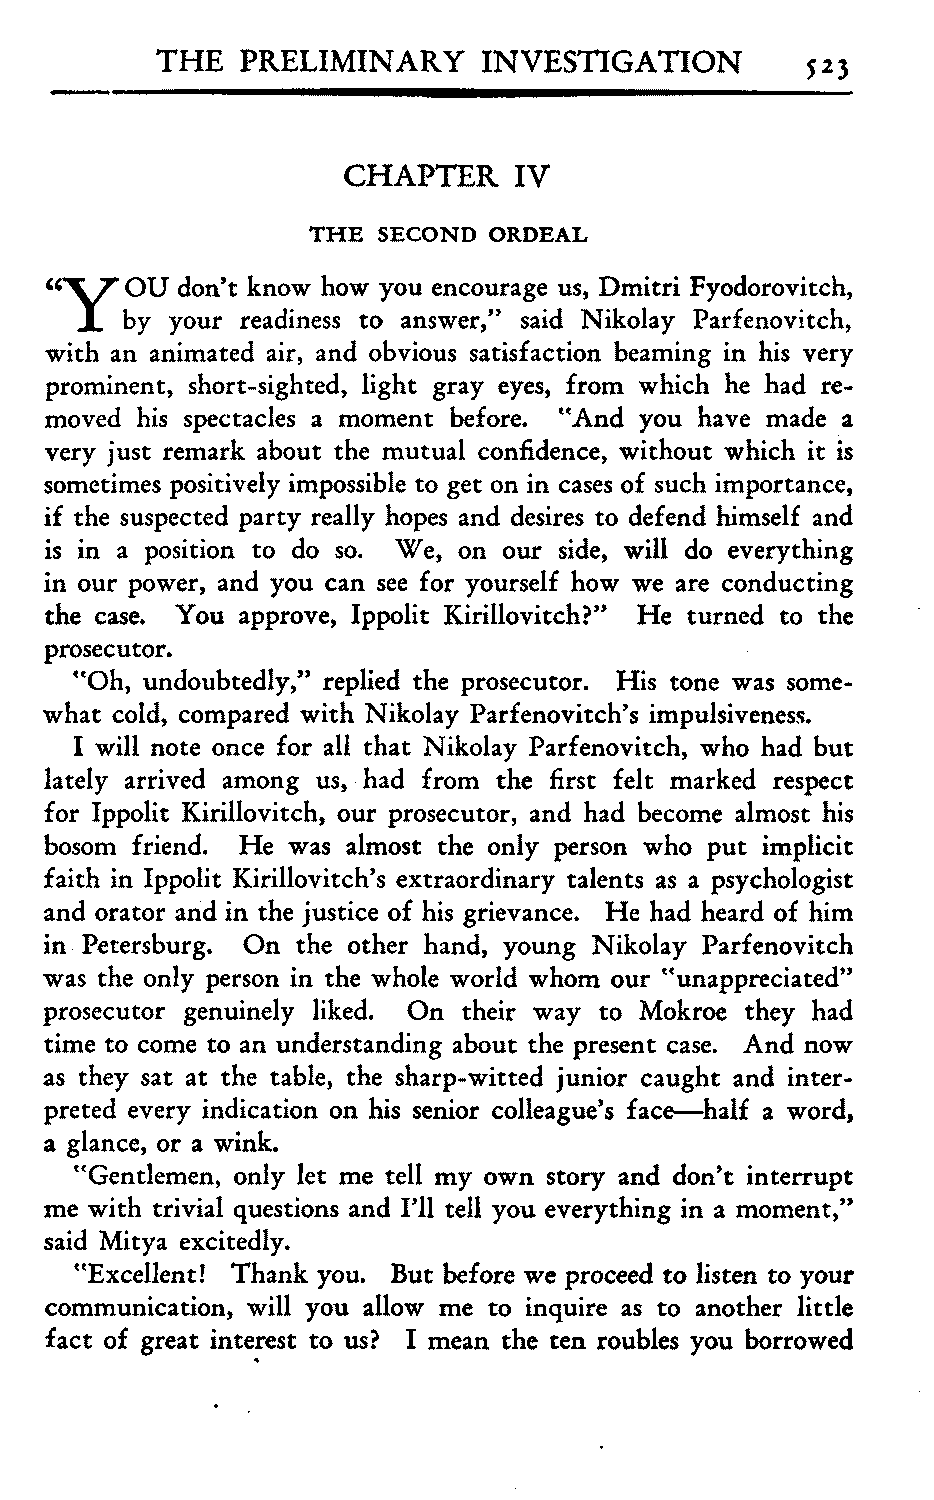 THE PRELIMINARY INVESTIGATION 523
CHAPTER IV
THE SECOND ORDEAL
"YOU don't know how you encourage us, Dmitri Fyodorovitch,
by your readiness to answer," said Nikolay Parfenovitch,
with an animated air, and obvious satisfaction beaming in his very
prominent, short-sighted, light gray eyes, from which he had re-
moved his spectacles a moment before. "And you have made a
very just remark about the mutual confidence, without which it is
sometimes positively impossible to get on in cases of such importance,
if the suspected party really hopes and desires to defend himself and
is in a position to do so. We, on our side, will do everything
in our power, and you can see for yourself how we are conducting
the case. You approve, Ippolit Kirillovitch?" He turned to the
prosecutor.
"Oh, undoubtedly," replied the prosecutor. His tone was some-
what cold, compared with Nikolay Parfenovitch's impulsiveness.
I will note once for all that Nikolay Parfenovitch, who had but
lately arrived among us, had from the first felt marked respect
for Ippolit Kirillovitch, our prosecutor, and had become almost his
bosom friend. He was almost the only person who put implicit
faith in Ippolit Kirillovitch's extraordinary talents as a psychologist
and orator and in the justice of his grievance. He had heard of him
in Petersburg. On the other hand, young Nikolay Parfenovitch
was the only person in the whole world whom our "unappreciated"
prosecutor genuinely liked. On their way to Mokroe they had
time to come to an understanding about the present case. And now
as they sat at the table, the sharp-witted junior caught and inter-
preted every indication on his senior colleague's face—half a word,
a glance, or a wink.
"Gentlemen, only let me tell my own story and don't interrupt
me with trivial questions and I'll tell you everything in a moment,"
said Mitya excitedly.
"Excellent! Thank you. But before we proceed to listen to your
communication, will you allow me to inquire as to another little
fact of great interest to us? I mean the ten roubles you borrowed